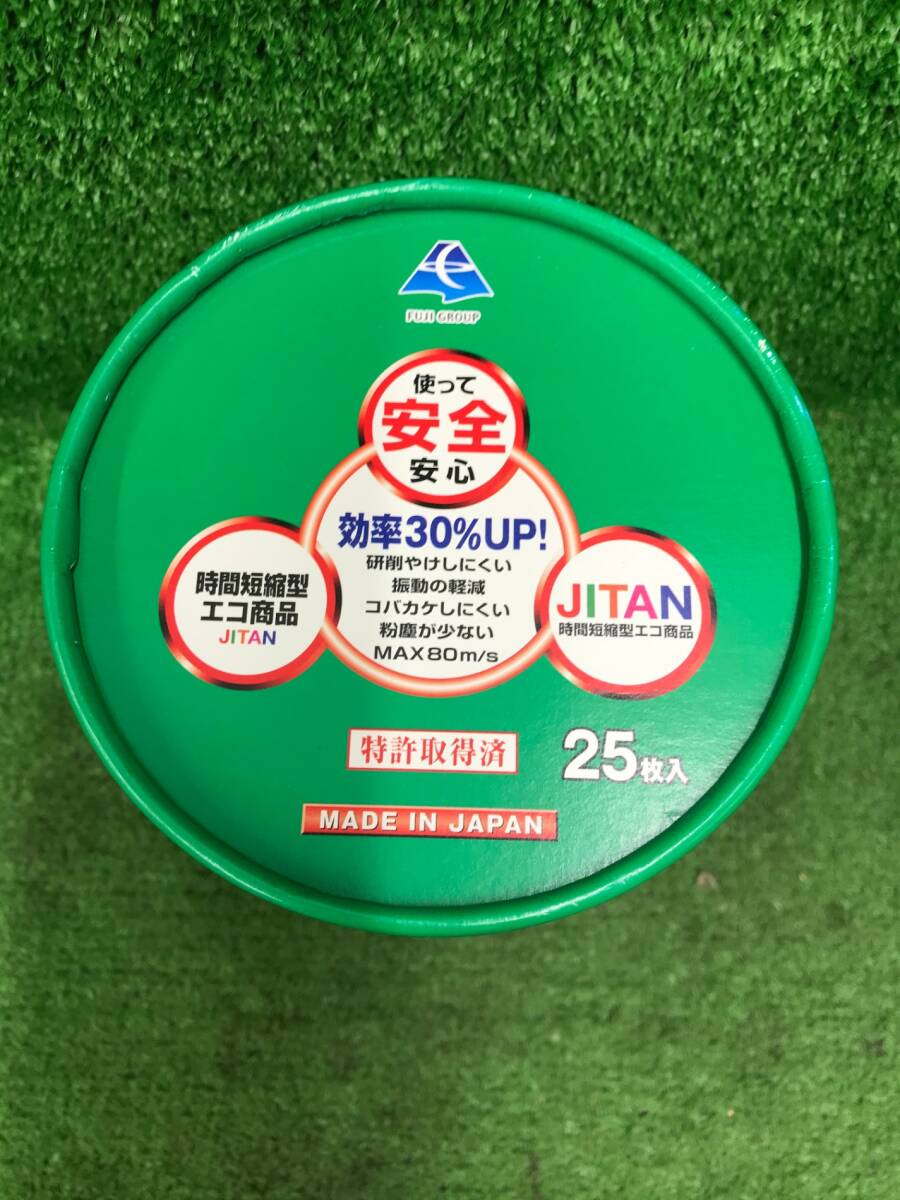 FUJI GROUP
使って
安全
安心
効率30%UP!
研削やけしにくい
振動の軽減
コバカケしにくい
粉塵が少ない
MAX80m/s
時間短縮型
エコ商品
JITAN
JITAN
時間短縮型エコ商品
特許取得済
25枚入
MADE IN JAPAN